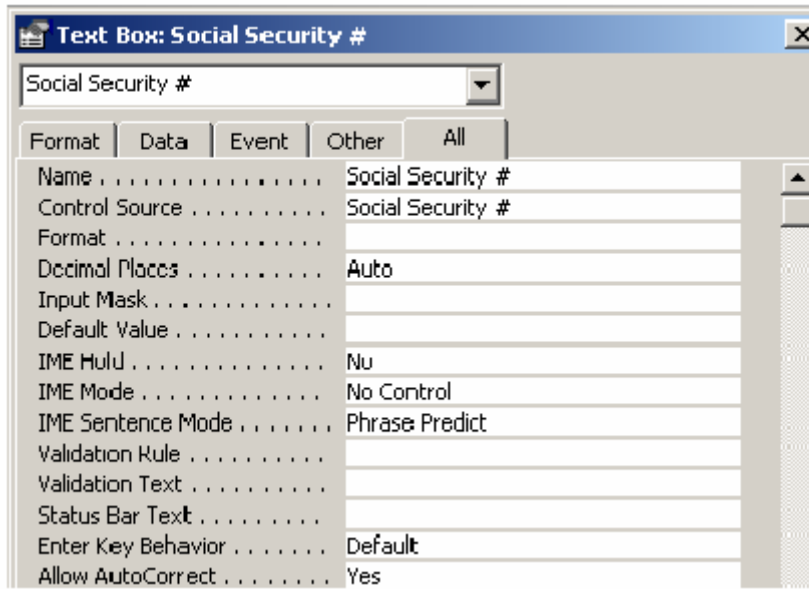 Text Box: Social Security #
Social Security #
Format Data Event Other All
Name . . . . . . . . . . . . . . . . Social Security #
Control Source . . . . . . . . . . Social Security #
Format . . . . . . . . . . . . . . .
Decimal Places . . . . . . . . . . Auto
Input Mask . . . . . . . . . . . . .
Default Value . . . . . . . . . . .
IME Hold . . . . . . . . . . . . . . No
IME Mode . . . . . . . . . . . . . No Control
IME Sentence Mode . . . . . . . Phrase Predict
Validation Rule . . . . . . . . . .
Validation Text . . . . . . . . . .
Status Bar Text . . . . . . . . .
Enter Key Behavior . . . . . . . Default
Allow AutoCorrect . . . . . . . . Yes